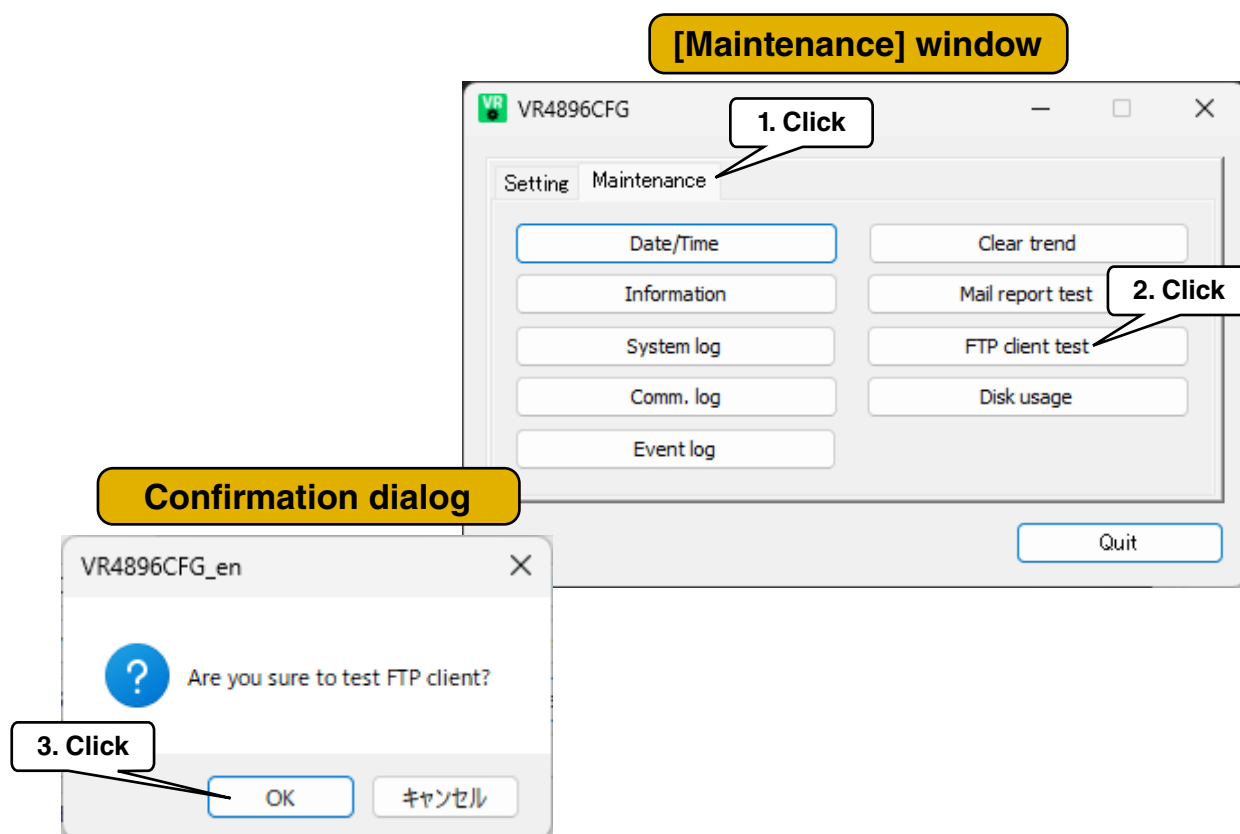 [Maintenance] window
VR4896CFG
1. Click
Setting Maintenance
Date/Time Clear trend
Information Mail report test
2. Click
System log FTP client test
Comm. log Disk usage
Event log
Quit
Confirmation dialog
VR4896CFG_en
?
Are you sure to test FTP client?
3. Click
OK キャンセル